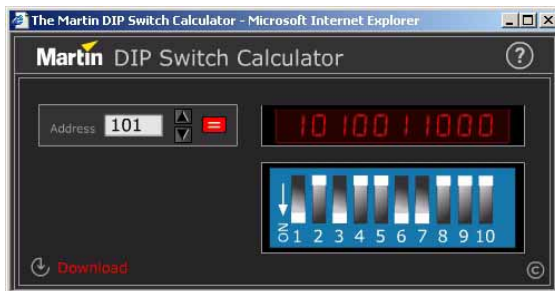 The Martin DIP Switch Calculator - Microsoft Internet Explorer
Martin DIP Switch Calculator ?
Address 101 =
1010011000
ON 1 2 3 4 5 6 7 8 9 10
Download ©